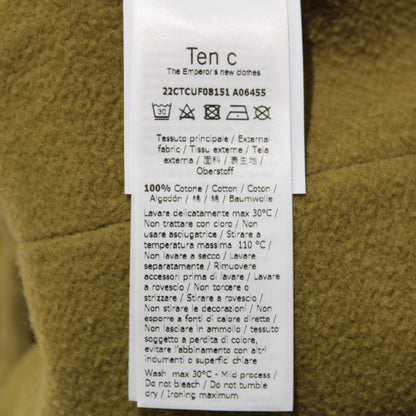 Ten c
The Emperor's new clothes
22CTCUF08151 A06455
30
Tessuto principale / External
fabric / Tissu externe / Tela
externa / 面料 / 表生地 /
Oberstoff
100% Cotone / Cotton / Coton /
Algodón / 棉 / 綿 / Baumwolle
Lavare delicatamente max 30°C /
Non trattare con cloro / Non
usare asciugatrice / Stirare a
temperatura massima 110 °C /
Non lavare a secco / Lavare
separatamente / Rimuovere
accessori prima di lavare / Lavare
a rovescio / Non torcere o
strizzare / Stirare a rovescio /
Non stirare le decorazioni / Non
esporre a fonti di calore dirette /
Non lasciare in ammollo / tessuto
soggetto a perdita di colore,
evitare l'abbinamento con altri
indumenti o superfic chiare
Wash max 30°C - Mild process /
Do not bleach / Do not tumble
dry / Ironing maximum